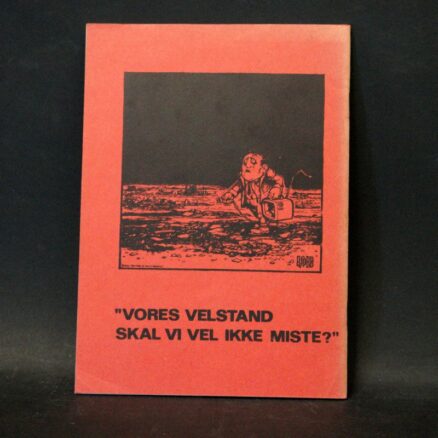 "VORES VELSTAND
SKAL VI VEL IKKE MISTE?"